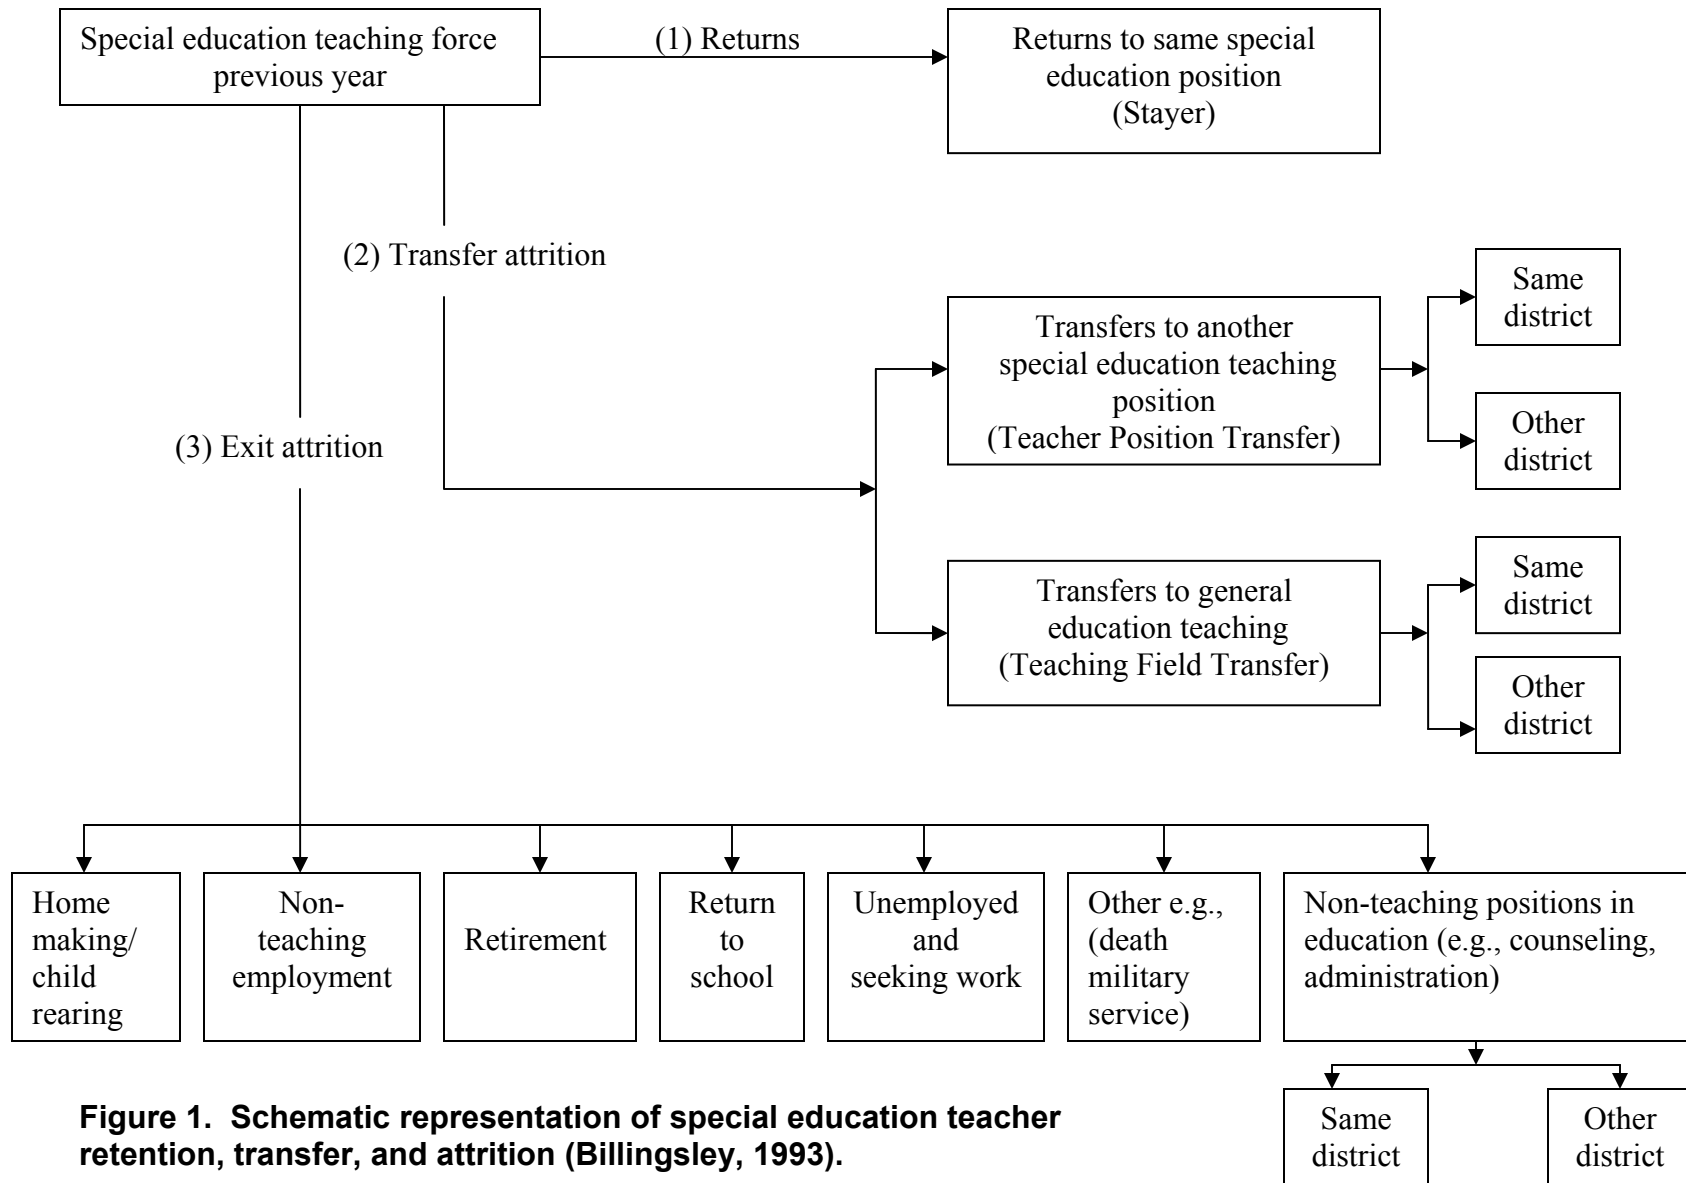 Special education teaching force
previous year
(1) Returns
Returns to same special
education position
(Stayer)
(2) Transfer attrition
Transfers to another
special education teaching
position
(Teacher Position Transfer)
Same
district
Other
district
(3) Exit attrition
Transfers to general
education teaching
(Teaching Field Transfer)
Same
district
Other
district
Home
making/
child
rearing
Non-
teaching
employment
Retirement
Return
to
school
Unemployed
and
seeking work
Other e.g.,
(death
military
service)
Non-teaching positions in
education (e.g., counseling,
administration)
Same
district
Other
district
Figure 1.  Schematic representation of special education teacher
retention, transfer, and attrition (Billingsley, 1993).